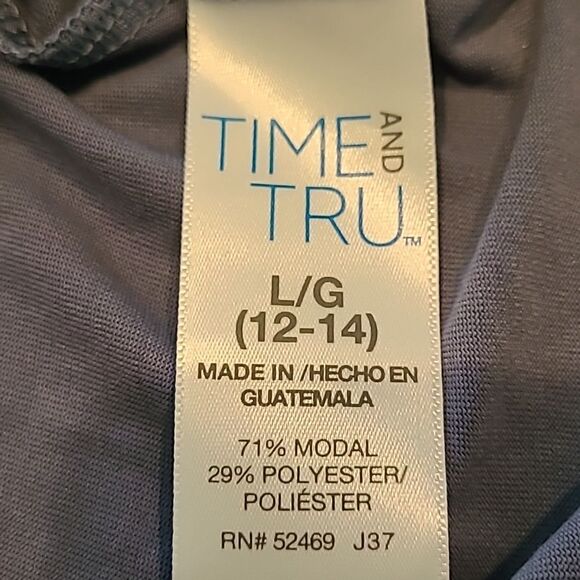 TIME AND
TRU™
L/G
(12-14)
MADE IN /HECHO EN
GUATEMALA
71% MODAL
29% POLYESTER/
POLIÉSTER
RN# 52469 J37